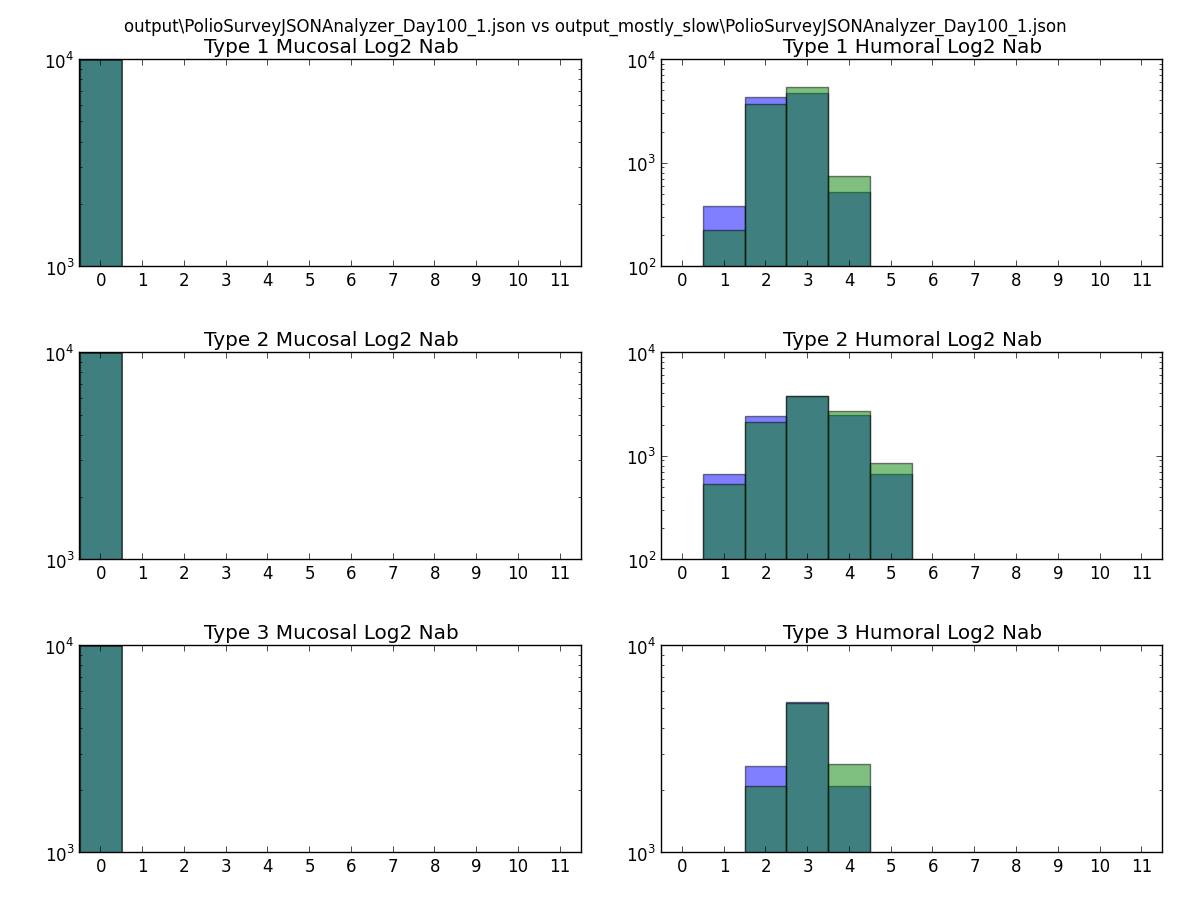 output\PolioSurveyJSONAnalyzer_Day100_1.json vs output_mostly_slow\PolioSurveyJSONAnalyzer_Day100_1.json
Type 1 Mucosal Log2 Nab
10^4
10^3
0 1 2 3 4 5 6 7 8 9 10 11
Type 1 Humoral Log2 Nab
10^4
10^3
10^2
0 1 2 3 4 5 6 7 8 9 10 11
Type 2 Mucosal Log2 Nab
10^4
10^3
0 1 2 3 4 5 6 7 8 9 10 11
Type 2 Humoral Log2 Nab
10^4
10^3
10^2
0 1 2 3 4 5 6 7 8 9 10 11
Type 3 Mucosal Log2 Nab
10^4
10^3
0 1 2 3 4 5 6 7 8 9 10 11
Type 3 Humoral Log2 Nab
10^4
10^3
0 1 2 3 4 5 6 7 8 9 10 11